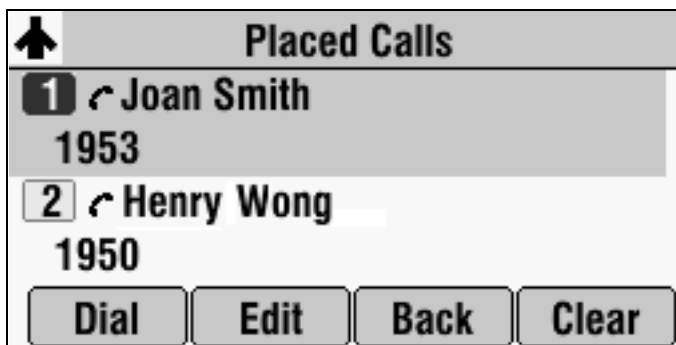 Placed Calls
1 Joan Smith
1953
2 Henry Wong
1950
Dial Edit Back Clear